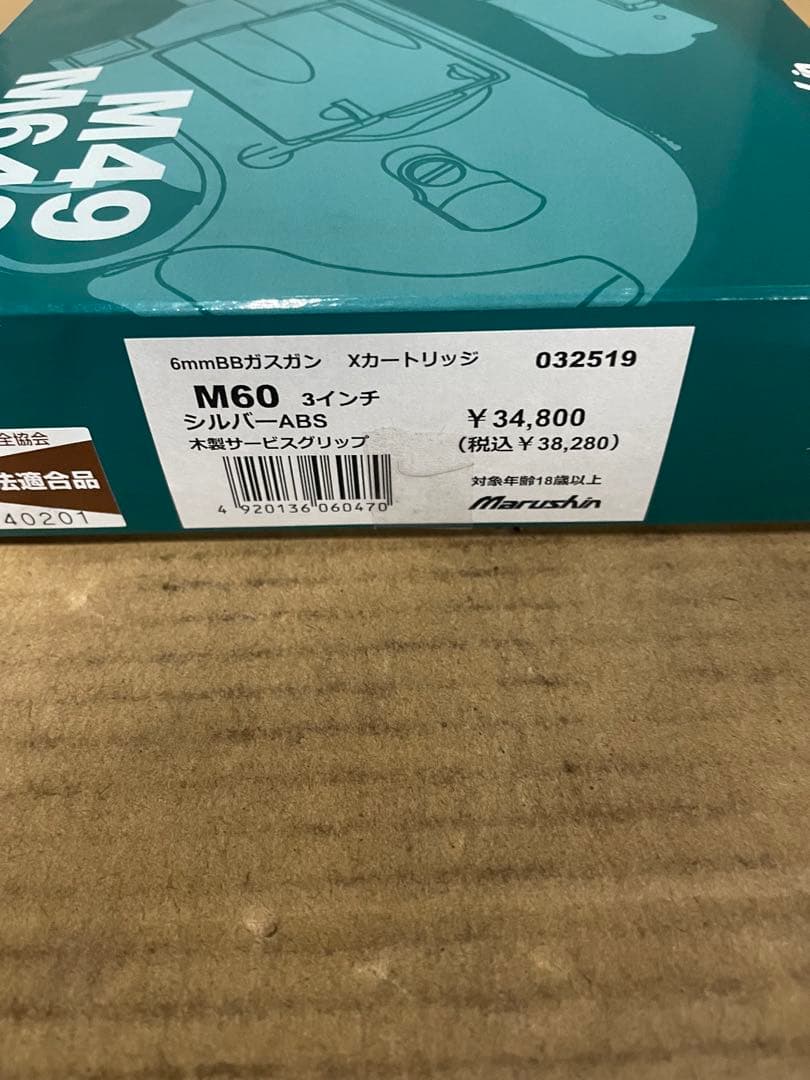 M49
6mmBBガスガン Xカートリッジ 032519
M60 3インチ
シルバーABS ¥34,800
木製サービスグリップ (税込¥38,280)
対象年齢18歳以上
4 920136 060470 Marushin
全協会
法適合品
40201